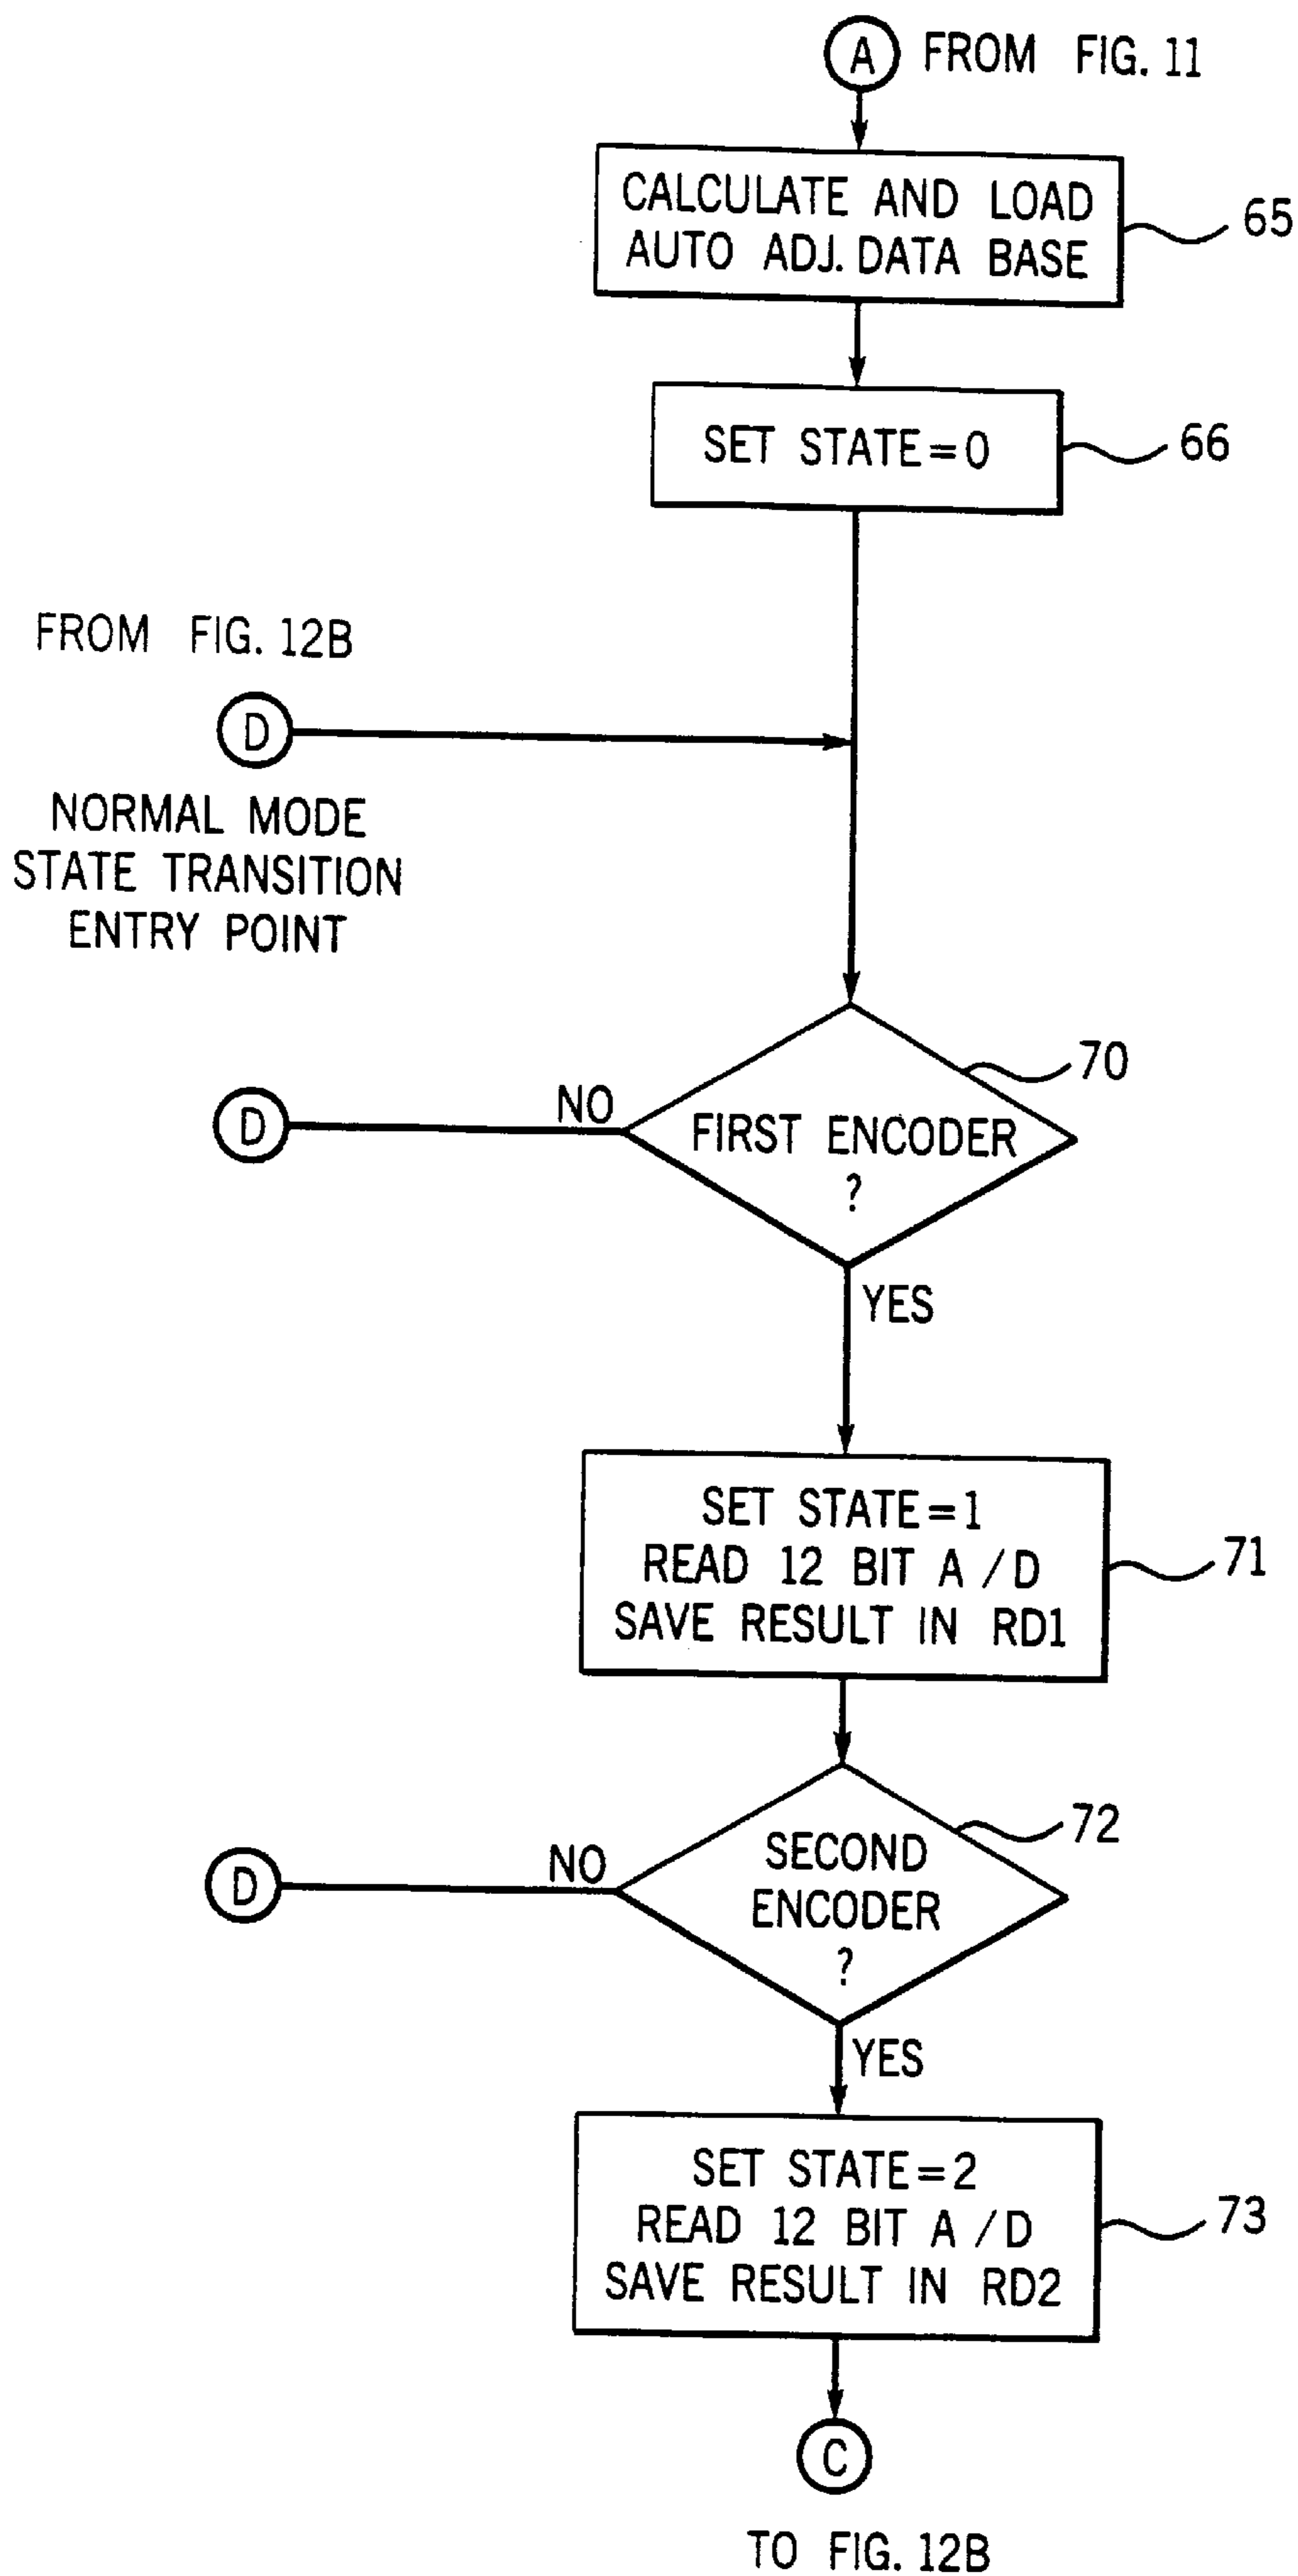 A FROM FIG. 11
CALCULATE AND LOAD
AUTO ADJ. DATA BASE
65
SET STATE=0
66
FROM FIG. 12B
D
NORMAL MODE
STATE TRANSITION
ENTRY POINT
70
D
NO
FIRST ENCODER
?
YES
SET STATE=1
READ 12 BIT A/D
SAVE RESULT IN RD1
71
72
D
NO
SECOND
ENCODER
?
YES
SET STATE=2
READ 12 BIT A/D
SAVE RESULT IN RD2
73
C
TO FIG. 12B